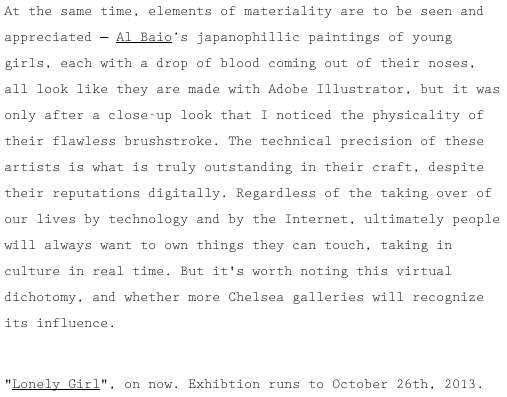 At the same time, elements of materiality are to be seen and
appreciated — Al Baio's japanophillic paintings of young
girls, each with a drop of blood coming out of their noses,
all look like they are made with Adobe Illustrator, but it was
only after a close-up look that I noticed the physicality of
their flawless brushstroke. The technical precision of these
artists is what is truly outstanding in their craft, despite
their reputations digitally. Regardless of the taking over of
our lives by technology and by the Internet, ultimately people
will always want to own things they can touch, taking in
culture in real time. But it's worth noting this virtual
dichotomy, and whether more Chelsea galleries will recognize
its influence.
"Lonely Girl", on now. Exhibtion runs to October 26th, 2013.